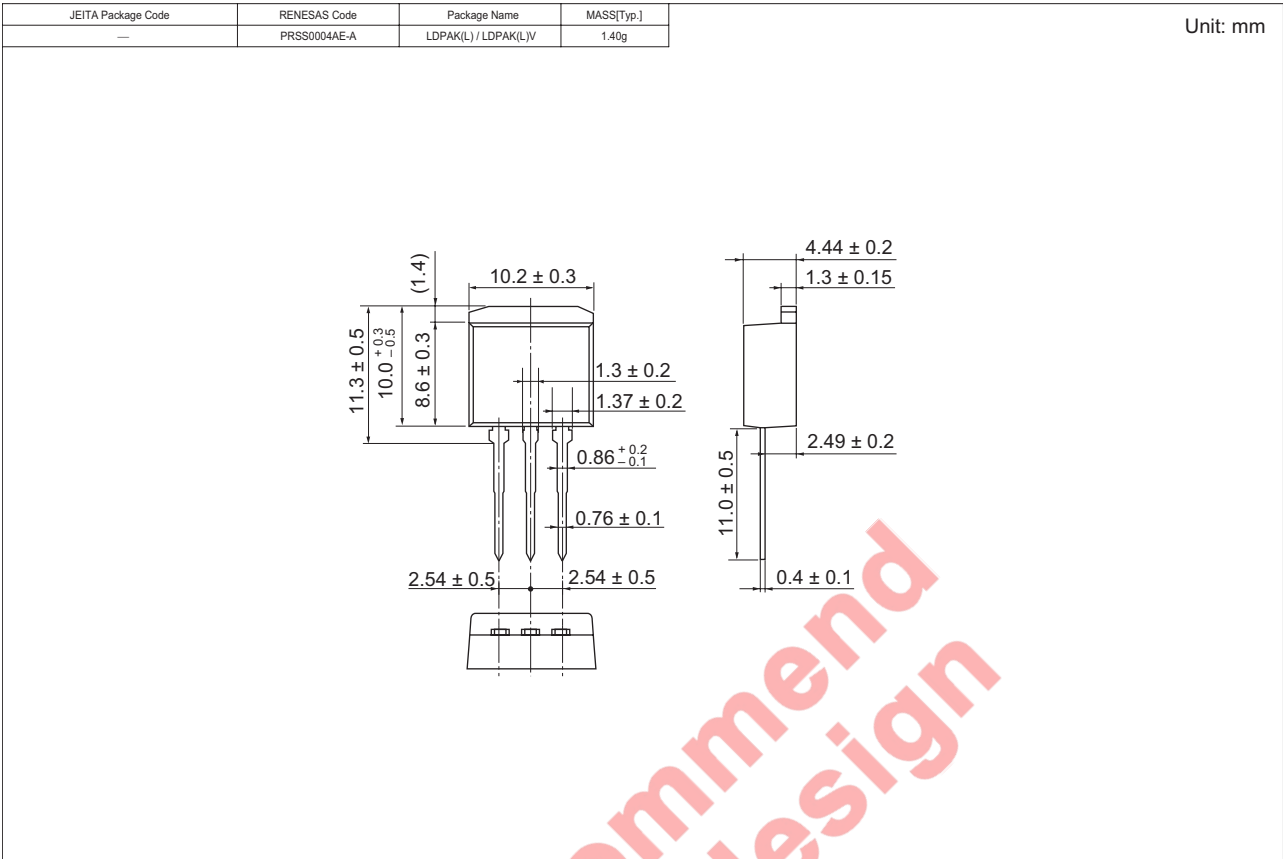 JEITA Package Code RENESAS Code Package Name MASS[Typ.]
— PRSS0004AE-A LDPAK(L) / LDPAK(L)V 1.40g
Unit: mm
4.44 ± 0.2
1.3 ± 0.15
(1.4)
10.2 ± 0.3
11.3 ± 0.5
10.0 + 0.3 – 0.5
8.6 ± 0.3
1.3 ± 0.2
1.37 ± 0.2
2.49 ± 0.2
0.86 + 0.2 – 0.1
11.0 ± 0.5
0.76 ± 0.1
2.54 ± 0.5
2.54 ± 0.5
0.4 ± 0.1
ommend
design